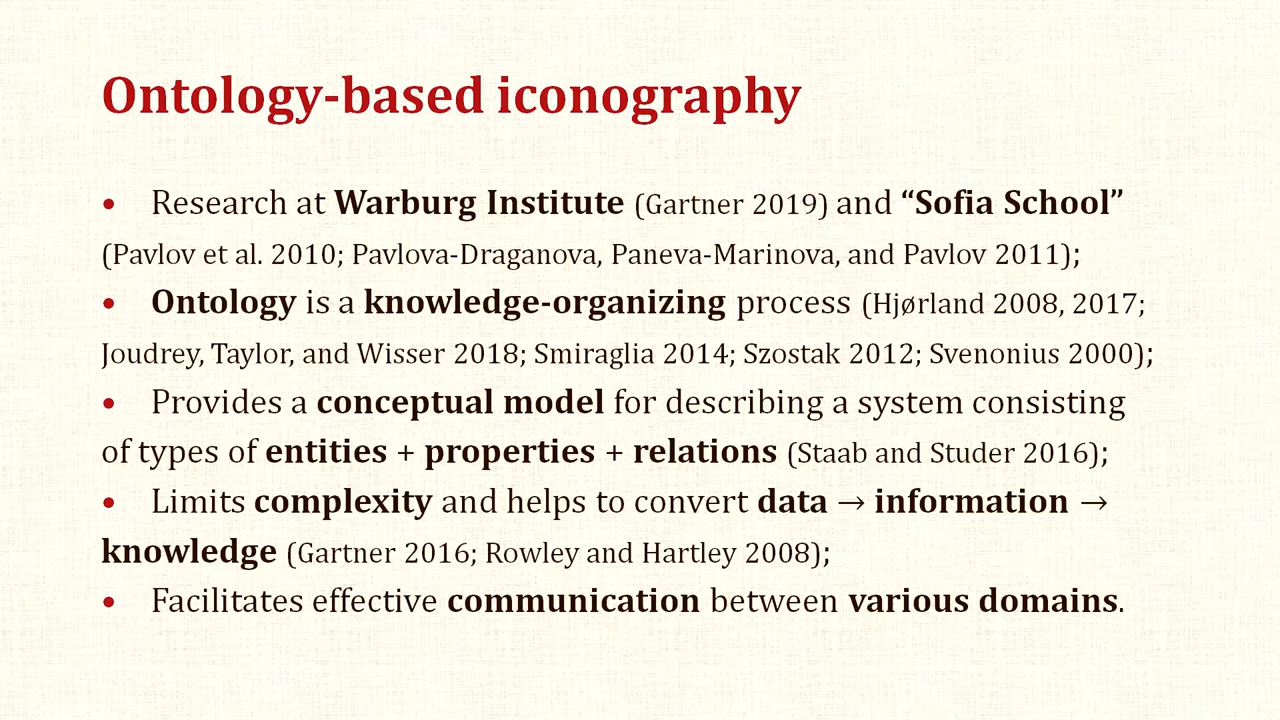 Ontology-based iconography
• Research at Warburg Institute (Gartner 2019) and “Sofia School”
(Pavlov et al. 2010; Pavlova-Draganova, Paneva-Marinova, and Pavlov 2011);
• Ontology is a knowledge-organizing process (Hjørland 2008, 2017;
Joudrey, Taylor, and Wisser 2018; Smiraglia 2014; Szostak 2012; Svenonius 2000);
• Provides a conceptual model for describing a system consisting
of types of entities + properties + relations (Staab and Studer 2016);
• Limits complexity and helps to convert data → information →
knowledge (Gartner 2016; Rowley and Hartley 2008);
• Facilitates effective communication between various domains.